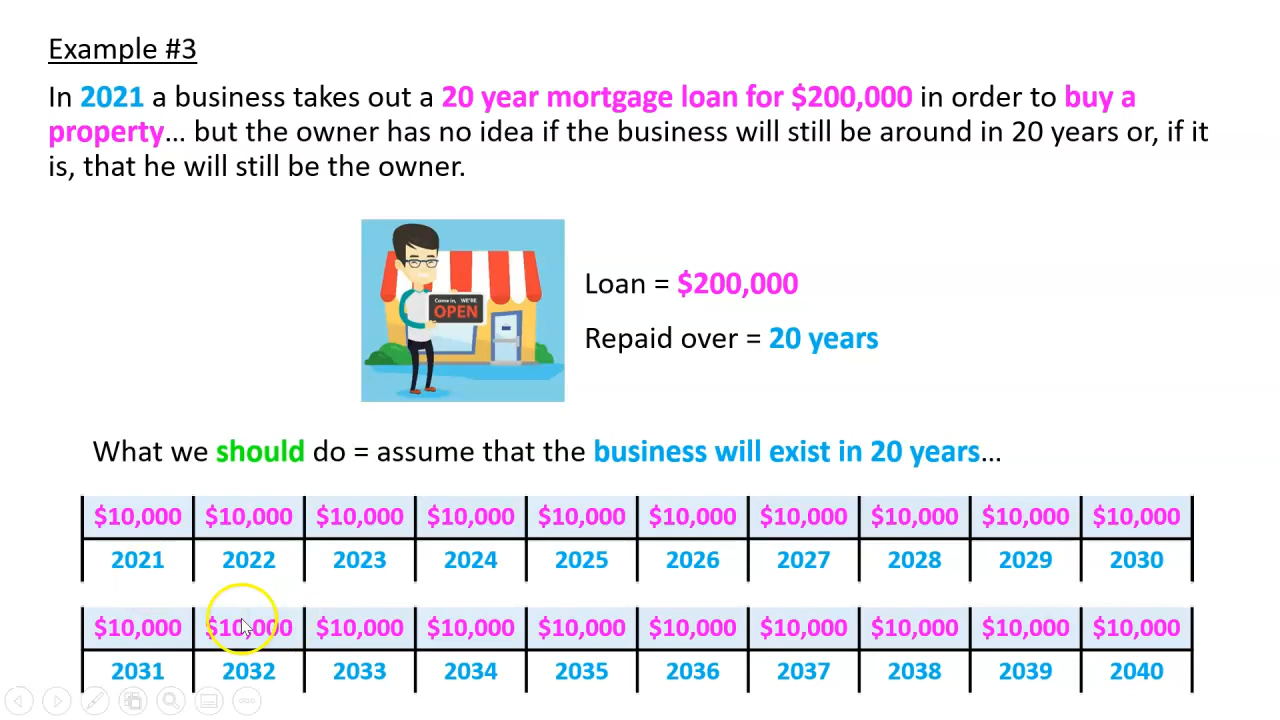 Example #3
In 2021 a business takes out a 20 year mortgage loan for $200,000 in order to buy a
property… but the owner has no idea if the business will still be around in 20 years or, if it
is, that he will still be the owner.
Come in, WE'RE
OPEN
Loan = $200,000
Repaid over = 20 years
What we should do = assume that the business will exist in 20 years…
$10,000 $10,000 $10,000 $10,000 $10,000 $10,000 $10,000 $10,000 $10,000 $10,000
2021 2022 2023 2024 2025 2026 2027 2028 2029 2030
$10,000 $10,000 $10,000 $10,000 $10,000 $10,000 $10,000 $10,000 $10,000 $10,000
2031 2032 2033 2034 2035 2036 2037 2038 2039 2040